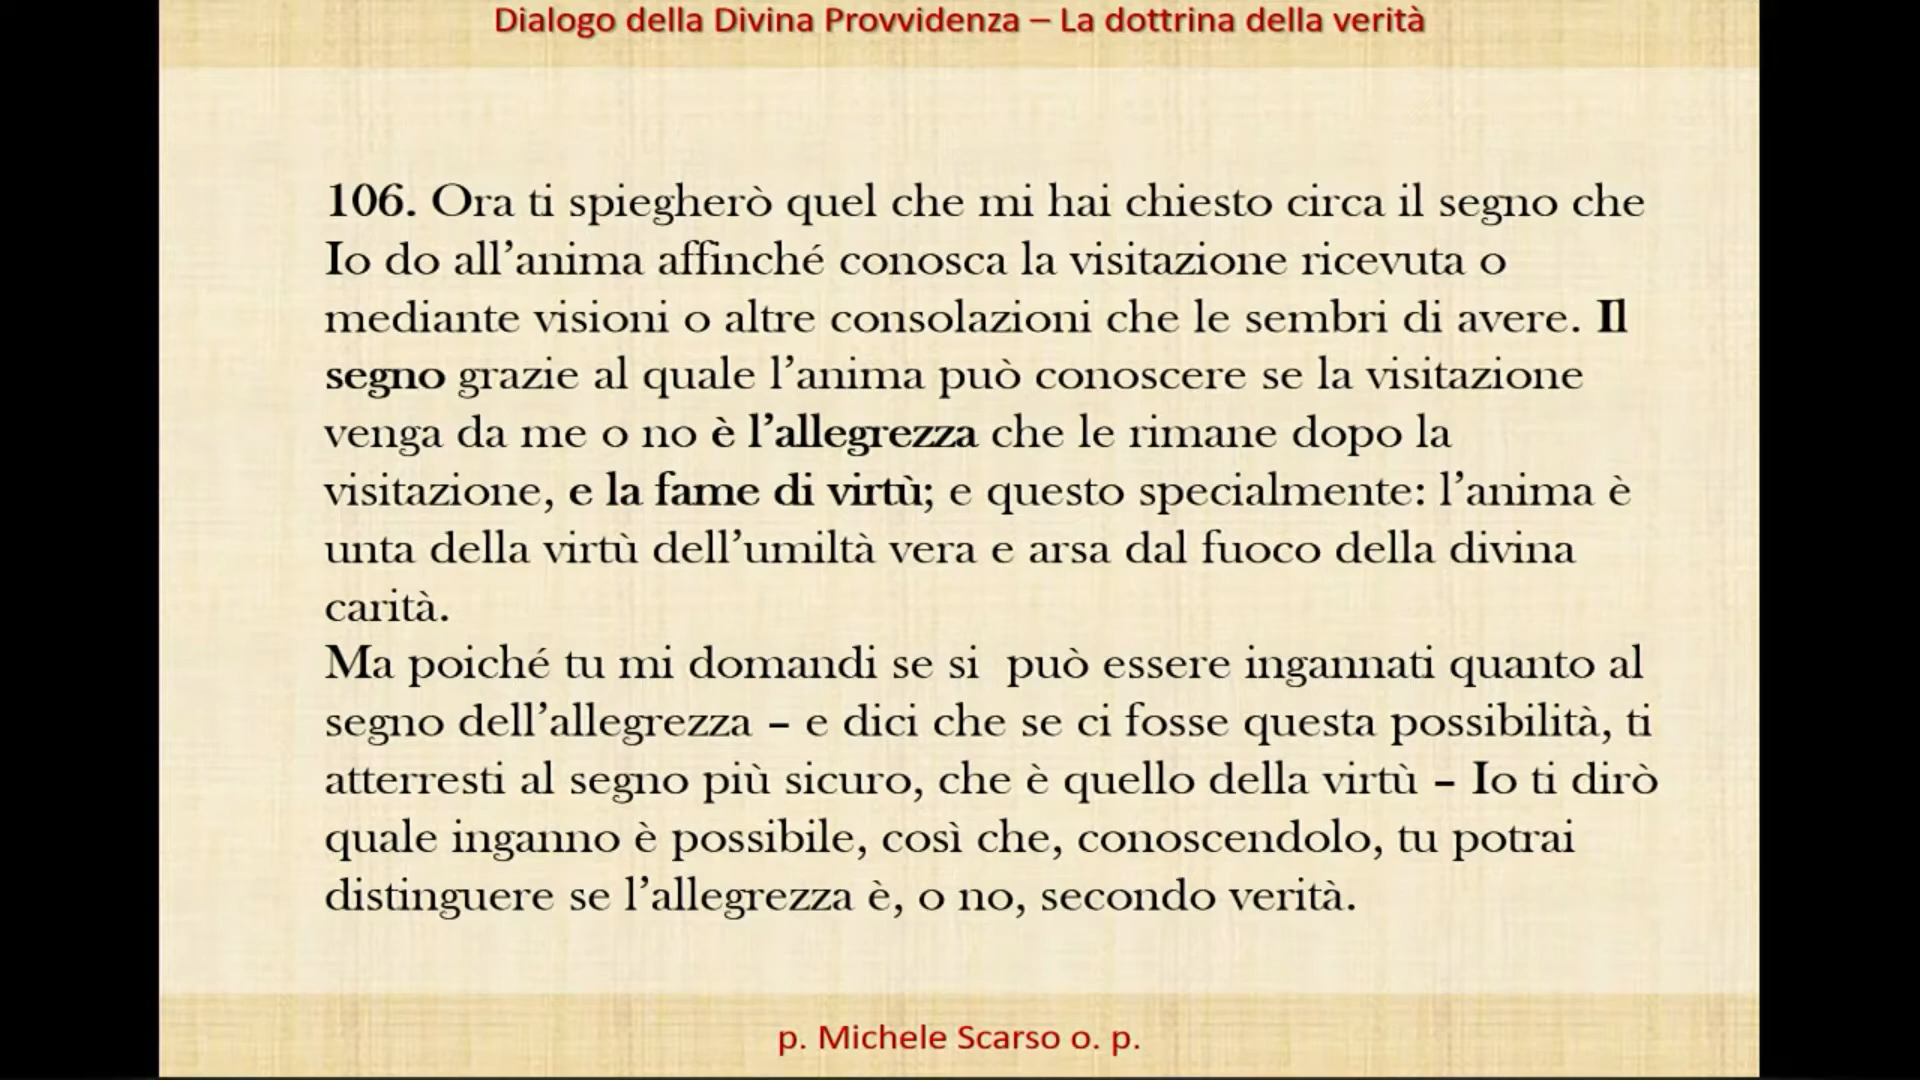 Dialogo della Divina Provvidenza – La dottrina della verità
106. Ora ti spiegherò quel che mi hai chiesto circa il segno che
Io do all’anima affinché conosca la visitazione ricevuta o
mediante visioni o altre consolazioni che le sembri di avere. Il
segno grazie al quale l’anima può conoscere se la visitazione
venga da me o no è l’allegrezza che le rimane dopo la
visitazione, e la fame di virtù; e questo specialmente: l’anima è
unta della virtù dell’umiltà vera e arsa dal fuoco della divina
carità.
Ma poiché tu mi domandi se si  può essere ingannati quanto al
segno dell’allegrezza – e dici che se ci fosse questa possibilità, ti
atterresti al segno più sicuro, che è quello della virtù – Io ti dirò
quale inganno è possibile, così che, conoscendolo, tu potrai
distinguere se l’allegrezza è, o no, secondo verità.
p. Michele Scarso o. p.